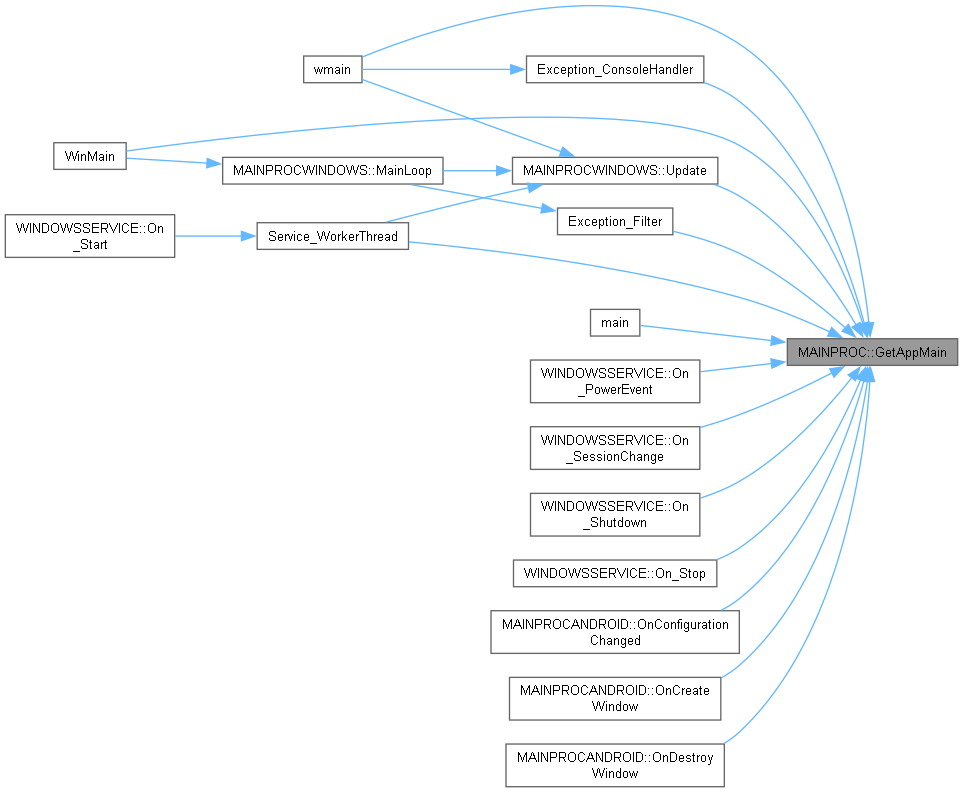 wmain
Exception_ConsoleHandler
WinMain
MAINPROCWINDOWS::MainLoop
MAINPROCWINDOWS::Update
WINDOWSSERVICE::On
_Start
Service_WorkerThread
Exception_Filter
main
MAINPROC::GetAppMain
WINDOWSSERVICE::On
_PowerEvent
WINDOWSSERVICE::On
_SessionChange
WINDOWSSERVICE::On
_Shutdown
WINDOWSSERVICE::On_Stop
MAINPROCANDROID::OnConfiguration
Changed
MAINPROCANDROID::OnCreate
Window
MAINPROCANDROID::OnDestroy
Window